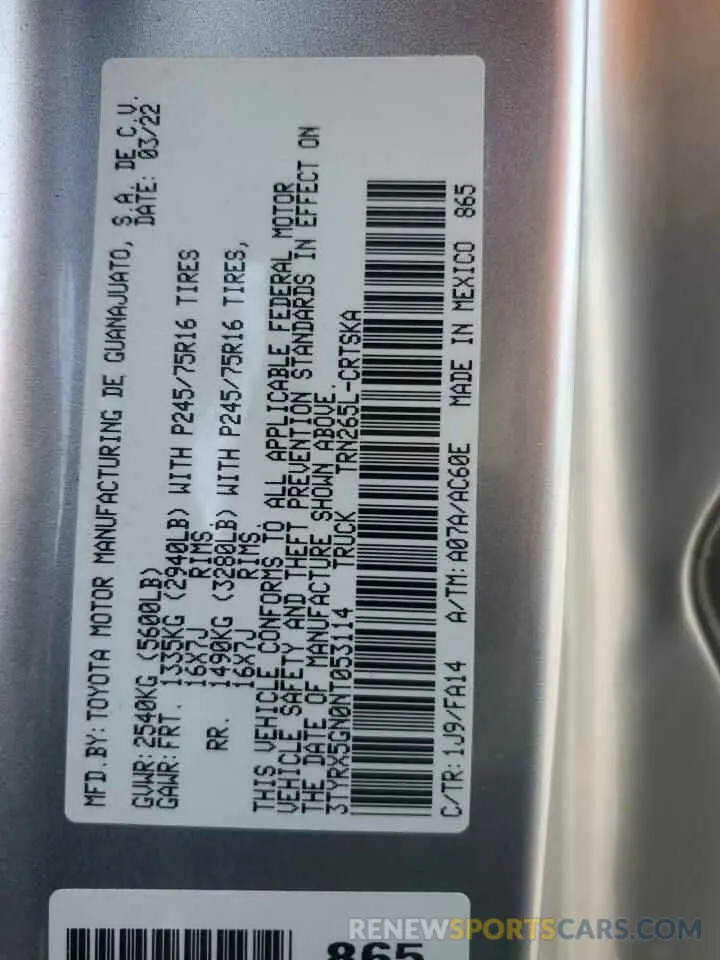 MFD. BY: TOYOTA MOTOR MANUFACTURING DE GUANAJUATO, S.A. DE C.V.
DATE: 03/22
GVWR: 2540KG (5600LB)
GAWR: FRT. 1335KG (2940LB) WITH P245/75R16 TIRES
16X7J RIMS.
RR. 1490KG (3280LB) WITH P245/75R16 TIRES,
16X7J RIMS.
THIS VEHICLE CONFORMS TO ALL APPLICABLE FEDERAL MOTOR
VEHICLE SAFETY AND THEFT PREVENTION STANDARDS IN EFFECT ON
THE DATE OF MANUFACTURE SHOWN ABOVE.
3TYRX5GN0NT053114 TRUCK TRN265L-CRTSKA
C/TR: 1J9/FA14 A/TM: A07A/AC60E MADE IN MEXICO 865
865
RENEWSPORTSCARS.COM